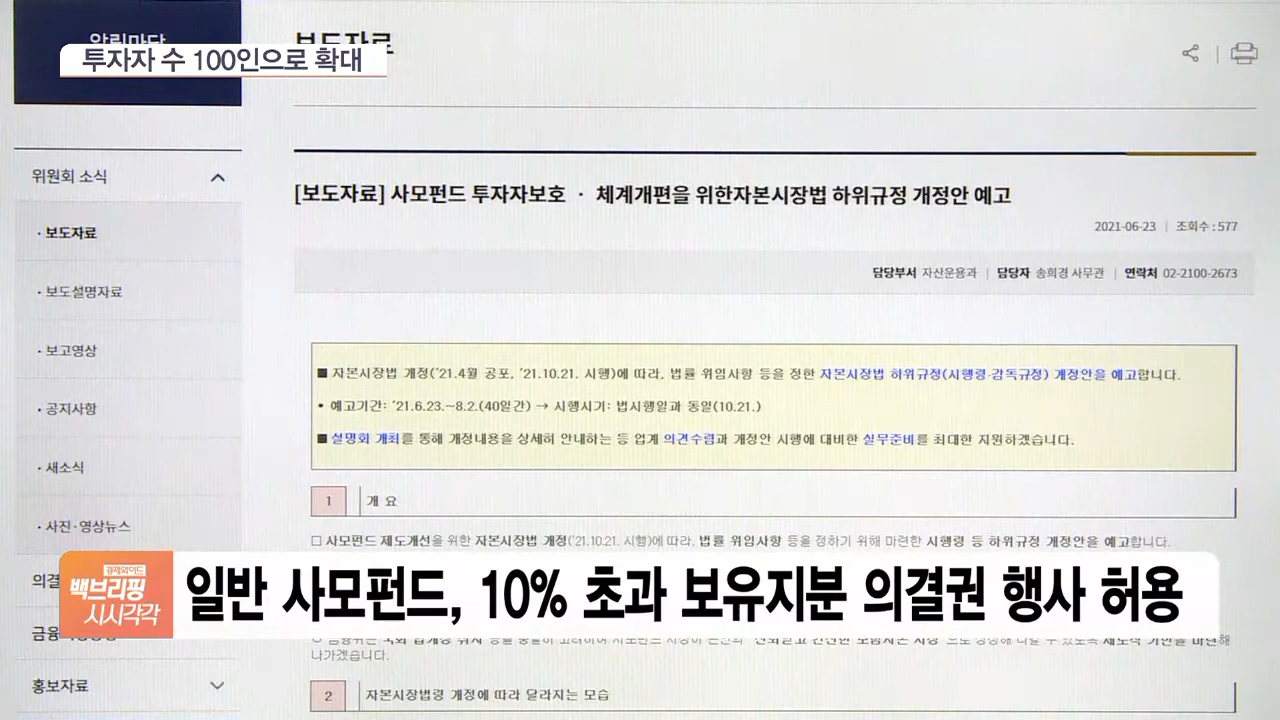 알림마당
보도자료
투자자 수 100인으로 확대
위원회 소식
· 보도자료
· 보도설명자료
· 보고영상
· 공지사항
· 새소식
· 사진·영상뉴스
홍보자료
[보도자료] 사모펀드 투자자보호 · 체계개편을 위한자본시장법 하위규정 개정안 예고
2021-06-23 | 조회수 : 577
담당부서 자산운용과 | 담당자 송희경 사무관 | 연락처 02-2100-2673
■ 자본시장법 개정('21.4월 공포, '21.10.21. 시행)에 따라, 법률 위임사항 등을 정한 자본시장법 하위규정(시행령·감독규정) 개정안을 예고합니다.
• 예고기간: '21.6.23.~8.2.(40일간) → 시행시기: 법시행일과 동일(10.21.)
■ 설명회 개최를 통해 개정내용을 상세히 안내하는 등 업계 의견수렴과 개정안 시행에 대비한 실무준비를 최대한 지원하겠습니다.
1 개 요
□ 사모펀드 제도개선을 위한 자본시장법 개정('21.10.21. 시행)에 따라, 법률 위임사항 등을 정하기 위해 마련한 시행령 등 하위규정 개정안을 예고합니다.
경제와이드
백브리핑
시시각각
일반 사모펀드, 10% 초과 보유지분 의결권 행사 허용
나가겠습니다.
2 자본시장법령 개정에 따라 달라지는 모습